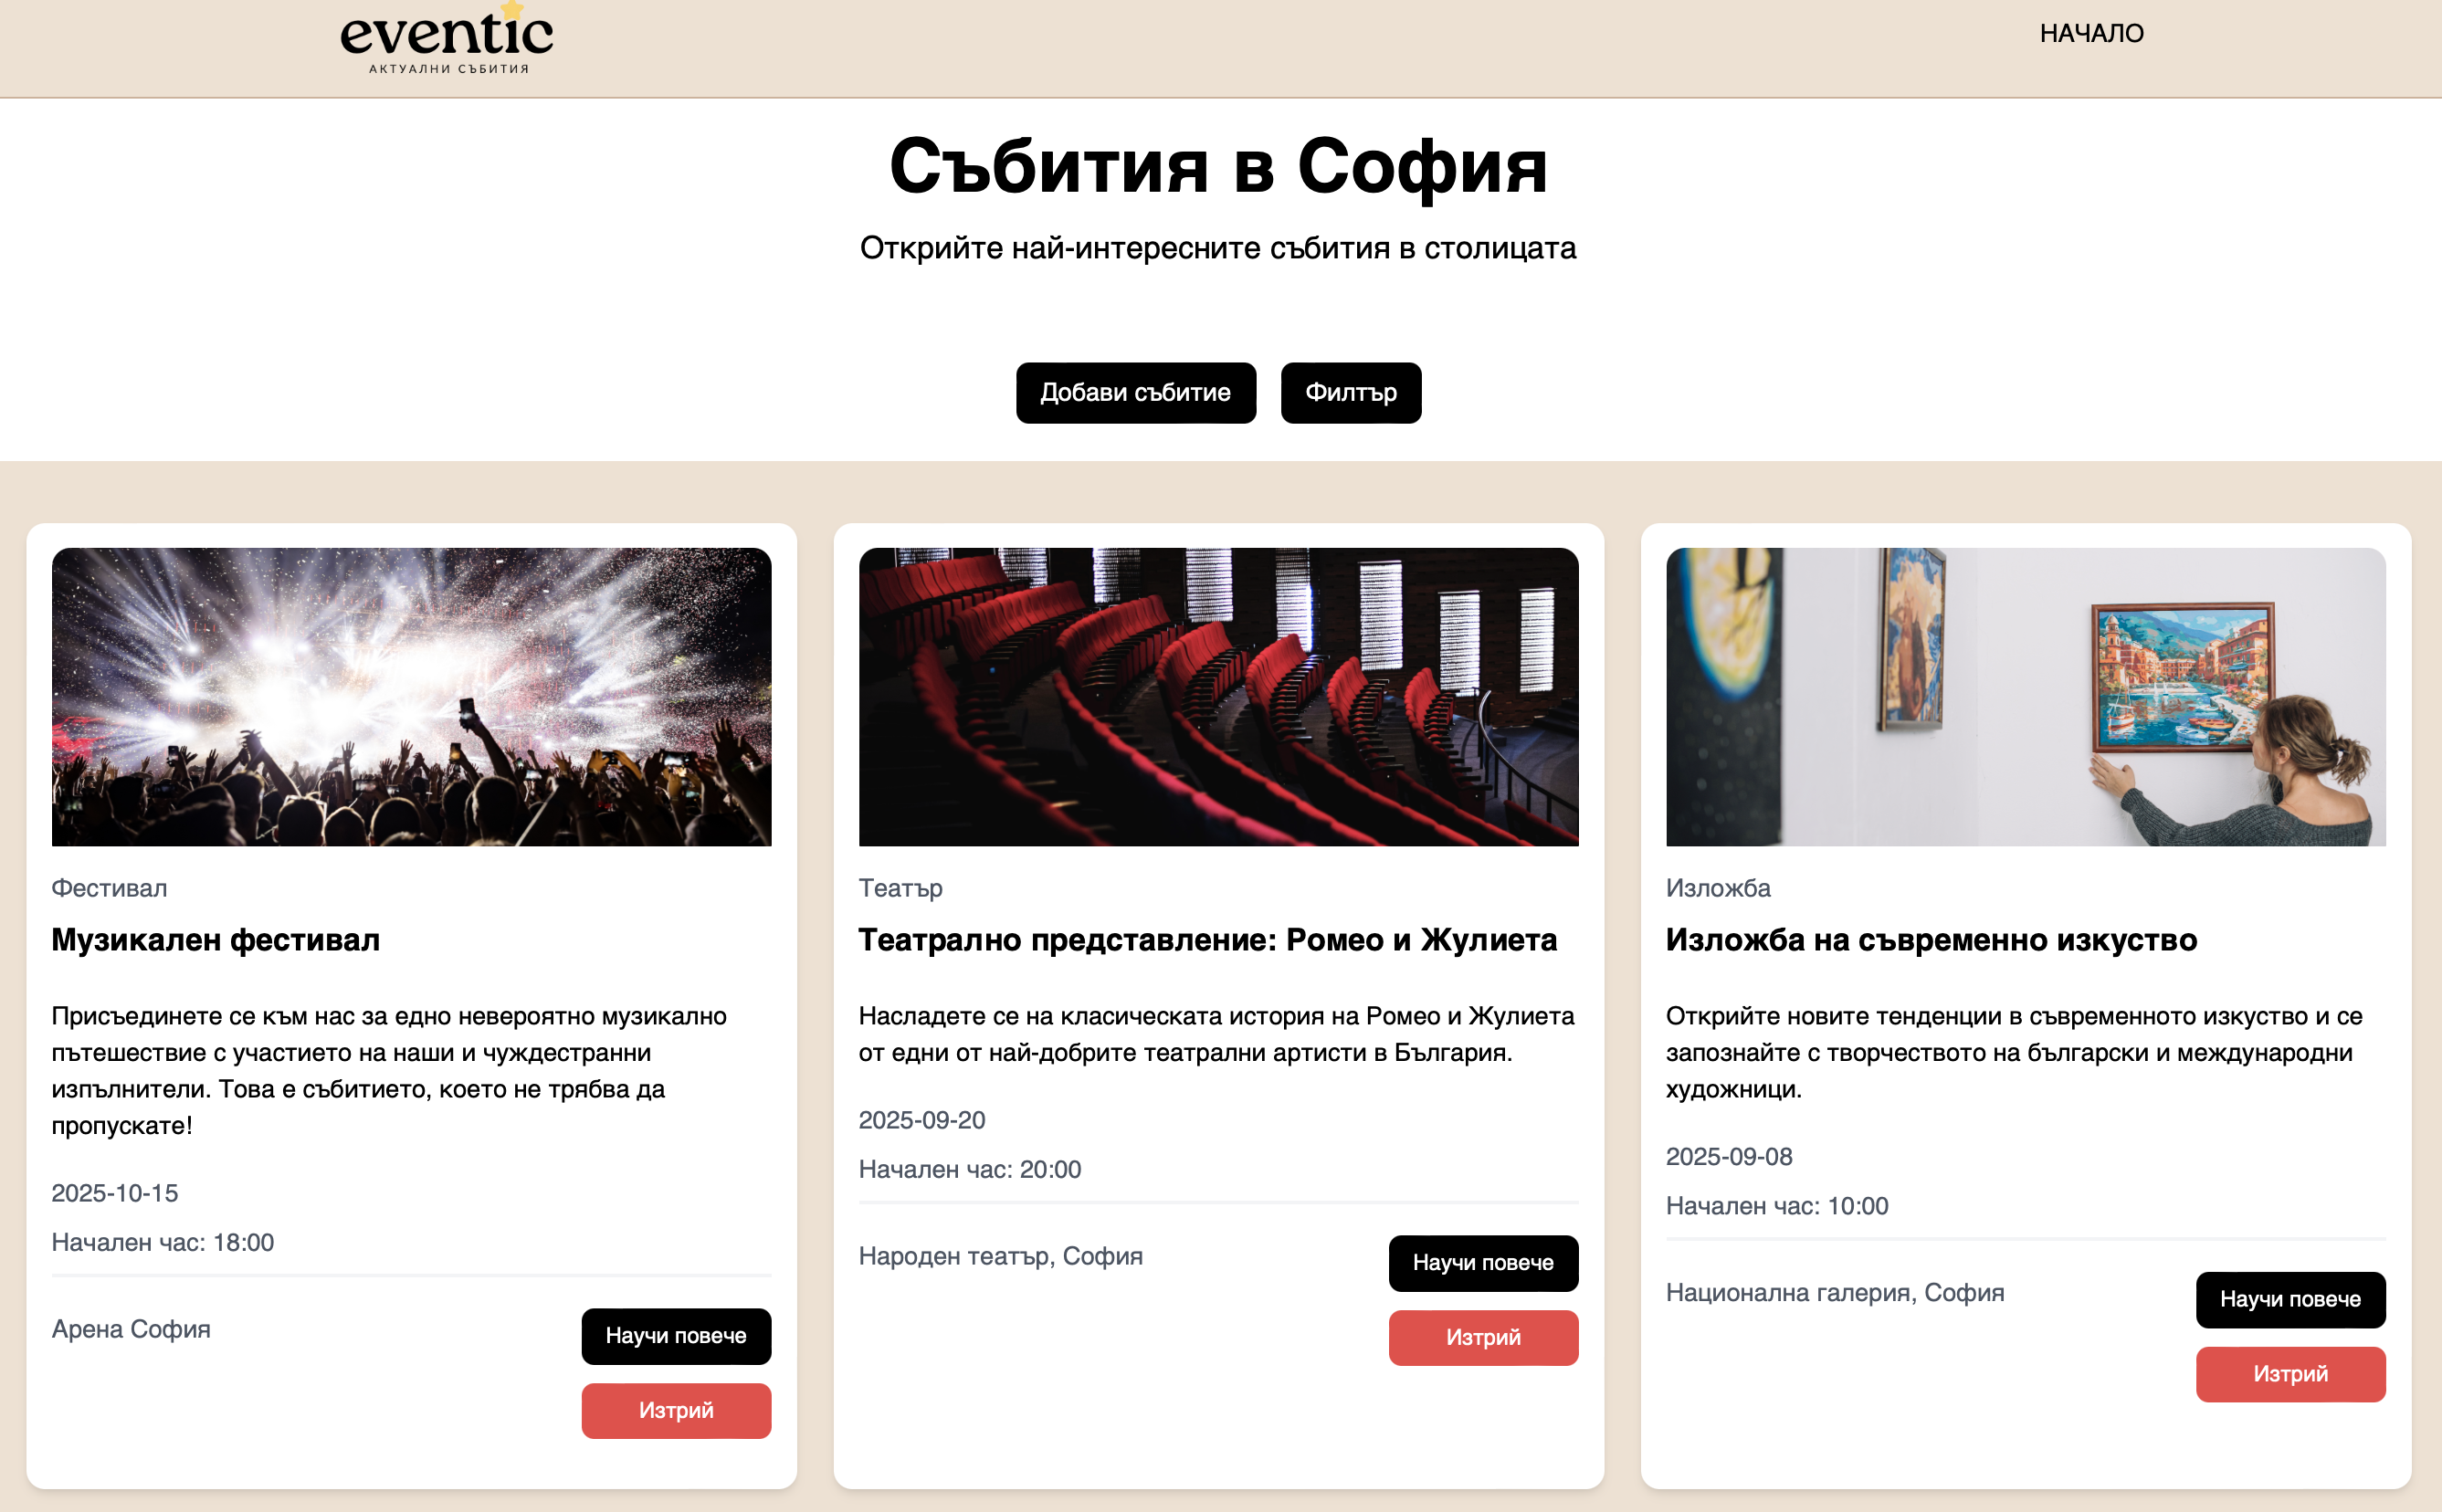 eventic
АКТУАЛНИ СЪБИТИЯ
НАЧАЛО
Събития в София
Открийте най-интересните събития в столицата
Добави събитие
Филтър
Фестивал
Музикален фестивал
Присъединете се към нас за едно невероятно музикално
пътешествие с участието на наши и чуждестранни
изпълнители. Това е събитието, което не трябва да
пропускате!
2025-10-15
Начален час: 18:00
Арена София
Научи повече
Изтрий
Театър
Театрално представление: Ромео и Жулиета
Насладете се на класическата история на Ромео и Жулиета
от едни от най-добрите театрални артисти в България.
2025-09-20
Начален час: 20:00
Народен театър, София
Научи повече
Изтрий
Изложба
Изложба на съвременно изкуство
Открийте новите тенденции в съвременното изкуство и се
запознайте с творчеството на български и международни
художници.
2025-09-08
Начален час: 10:00
Национална галерия, София
Научи повече
Изтрий